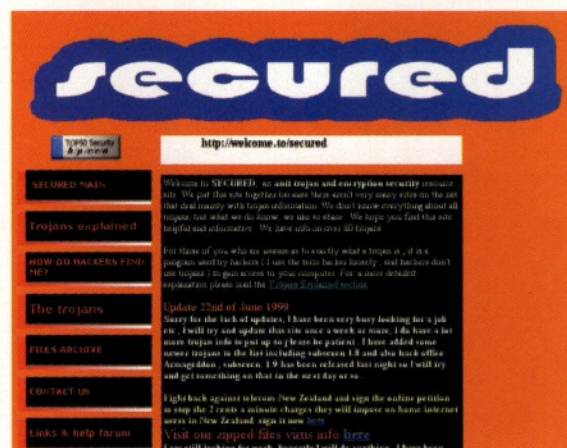 secured
TOP50 Security
http://welcome.to/secured
SECURED MAIN
Trojans explained
HOW DO HACKERS FIND
ME?
The trojans
FILES ARCHIVE
CONTACT US
Links & help forum
Welcome to SECURED, an anti trojan and encryption security resource
site. We put this site together because there aren't very many sites on the net
that deal mainly with trojan information. We don't know everything about all
trojans, but what we do know, we like to share. We hope you find this site
helpful and informative. We have info on over 80 trojans
For those of you who are unsure as to exactly what a trojan is, it is a
program used by hackers ( I use the term hacker loosely , real hackers don't
use trojans ) to gain access to your computer. For a more detailed
explanation please read the Trojans Explained section
Update 22nd of June 1999
Sorry for the lack of updates, I have been very busy looking for a job
etc , I will try and update this site once a week or more, I do have a lot
more trojan info to put up so please be patient . I have added some
newer trojans to the list including subseven 1.8 and also back office
Armageddon , subseven 1.9 has been released last night so I will try
and get something on that in the next day or so .
Fight back against telecom New Zealand and sign the online petition
to stop the 2 cents a minute charges they will impose on home internet
users in New Zealand sign it now here
Visit our zipped files virus info here